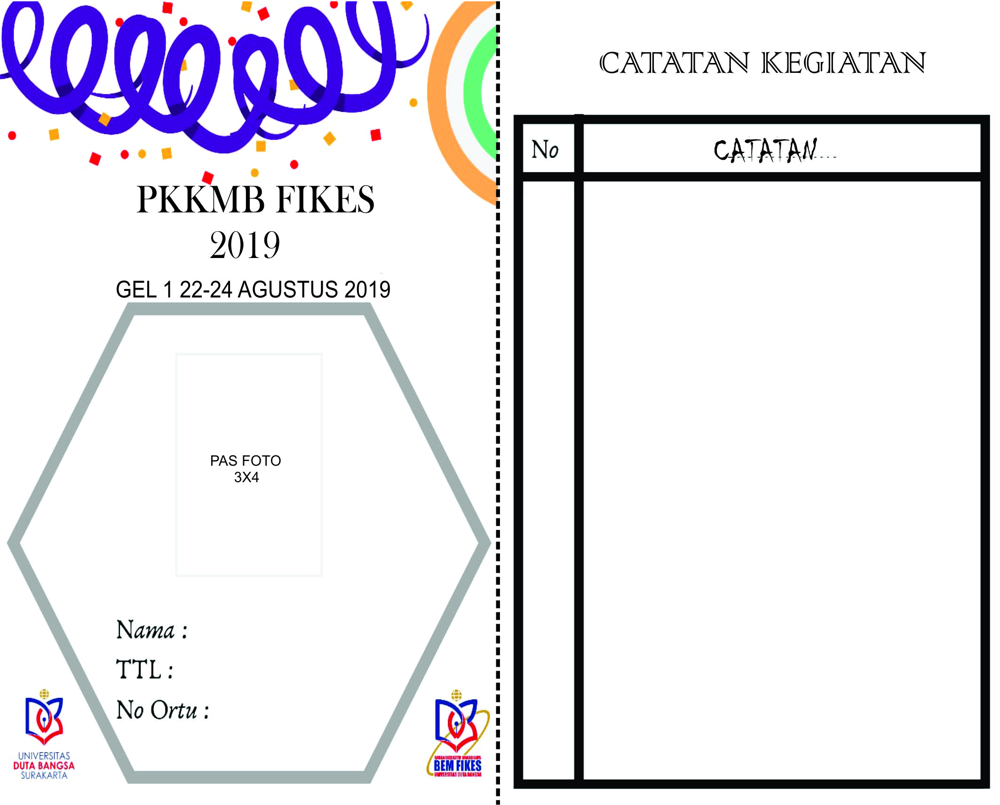 PKKMB FIKES
2019
GEL 1 22-24 AGUSTUS 2019
PAS FOTO
3X4
Nama :
TTL :
No Ortu :
UNIVERSITAS
DUTA BANGSA
SURAKARTA
BADAN EKSEKUTIF MAHASISWA
BEM FIKES
UNIVERSITAS DUTA BANGSA
CATATAN KEGIATAN
No
CATATAN...